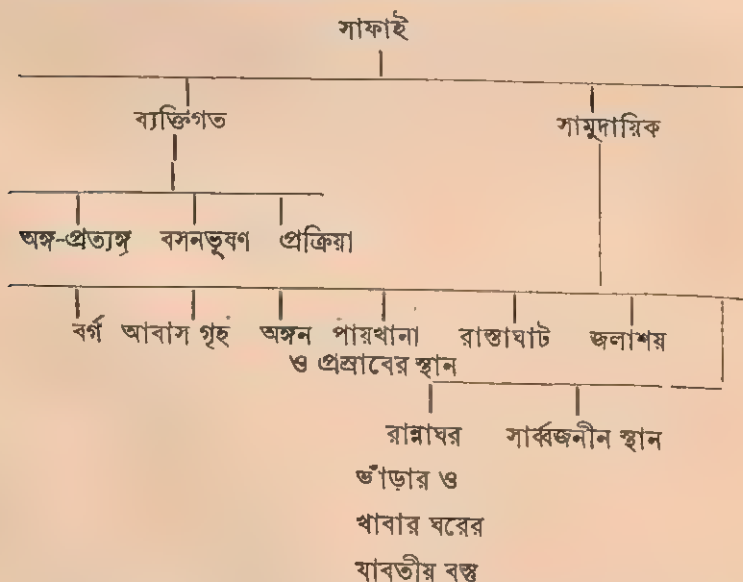 সাফাই
ব্যক্তিগত সামুদায়িক
অঙ্গ-প্রত্যঙ্গ বসনভূষণ প্রক্রিয়া
বর্গ আবাস গৃহ অঙ্গন পায়খানা রাস্তাঘাট জলাশয়
ও প্রস্রাবের স্থান
রান্নাঘর সার্ব্বজনীন স্থান
ভাঁড়ার ও
খাবার ঘরের
যাবতীয় বস্তু